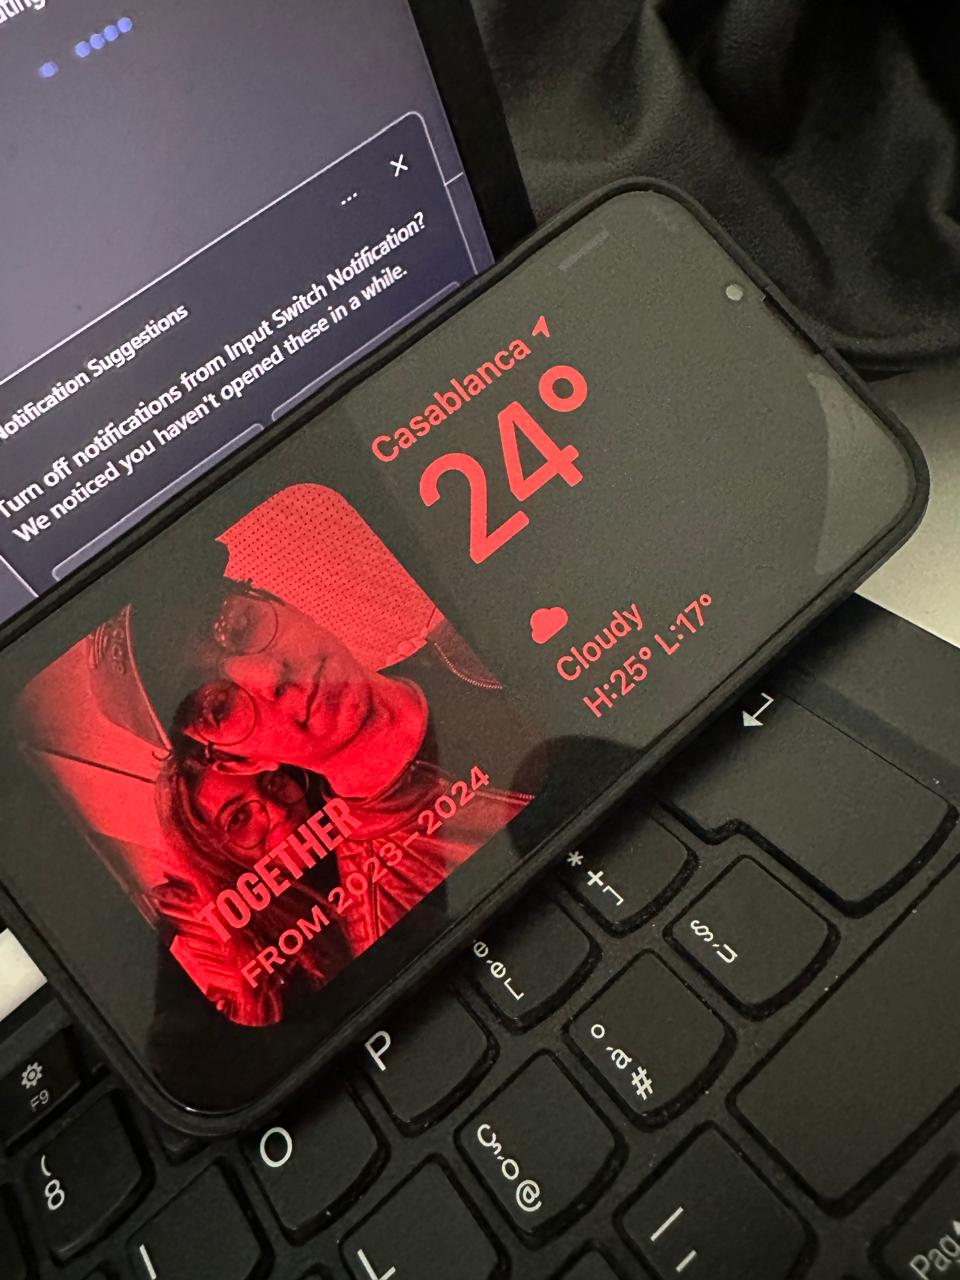 Notification Suggestions
Turn off notifications from Input Switch Notification?
We noticed you haven't opened these in a while.
Casablanca
24°
Cloudy
H:25° L:17°
TOGETHER
FROM 2023-2024
F9
(
8
O
P
I
L
é è
[
*
+
]
ç ò @
° à #
§ ù
_
-